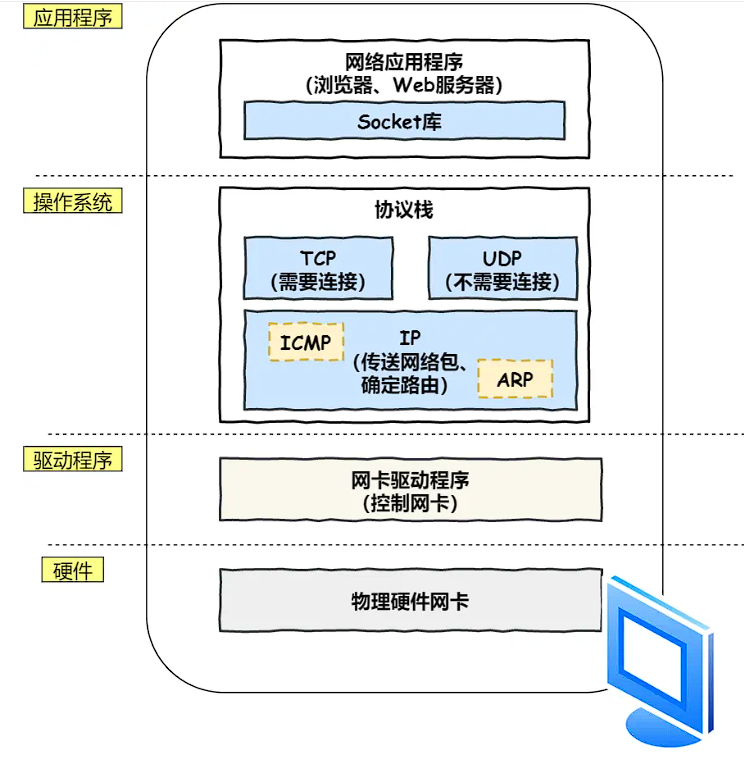 应用程序
网络应用程序
(浏览器、Web服务器)
Socket库
操作系统
协议栈
TCP
(需要连接)
UDP
(不需要连接)
ICMP
IP
(传送网络包、
确定路由)
ARP
驱动程序
网卡驱动程序
(控制网卡)
硬件
物理硬件网卡